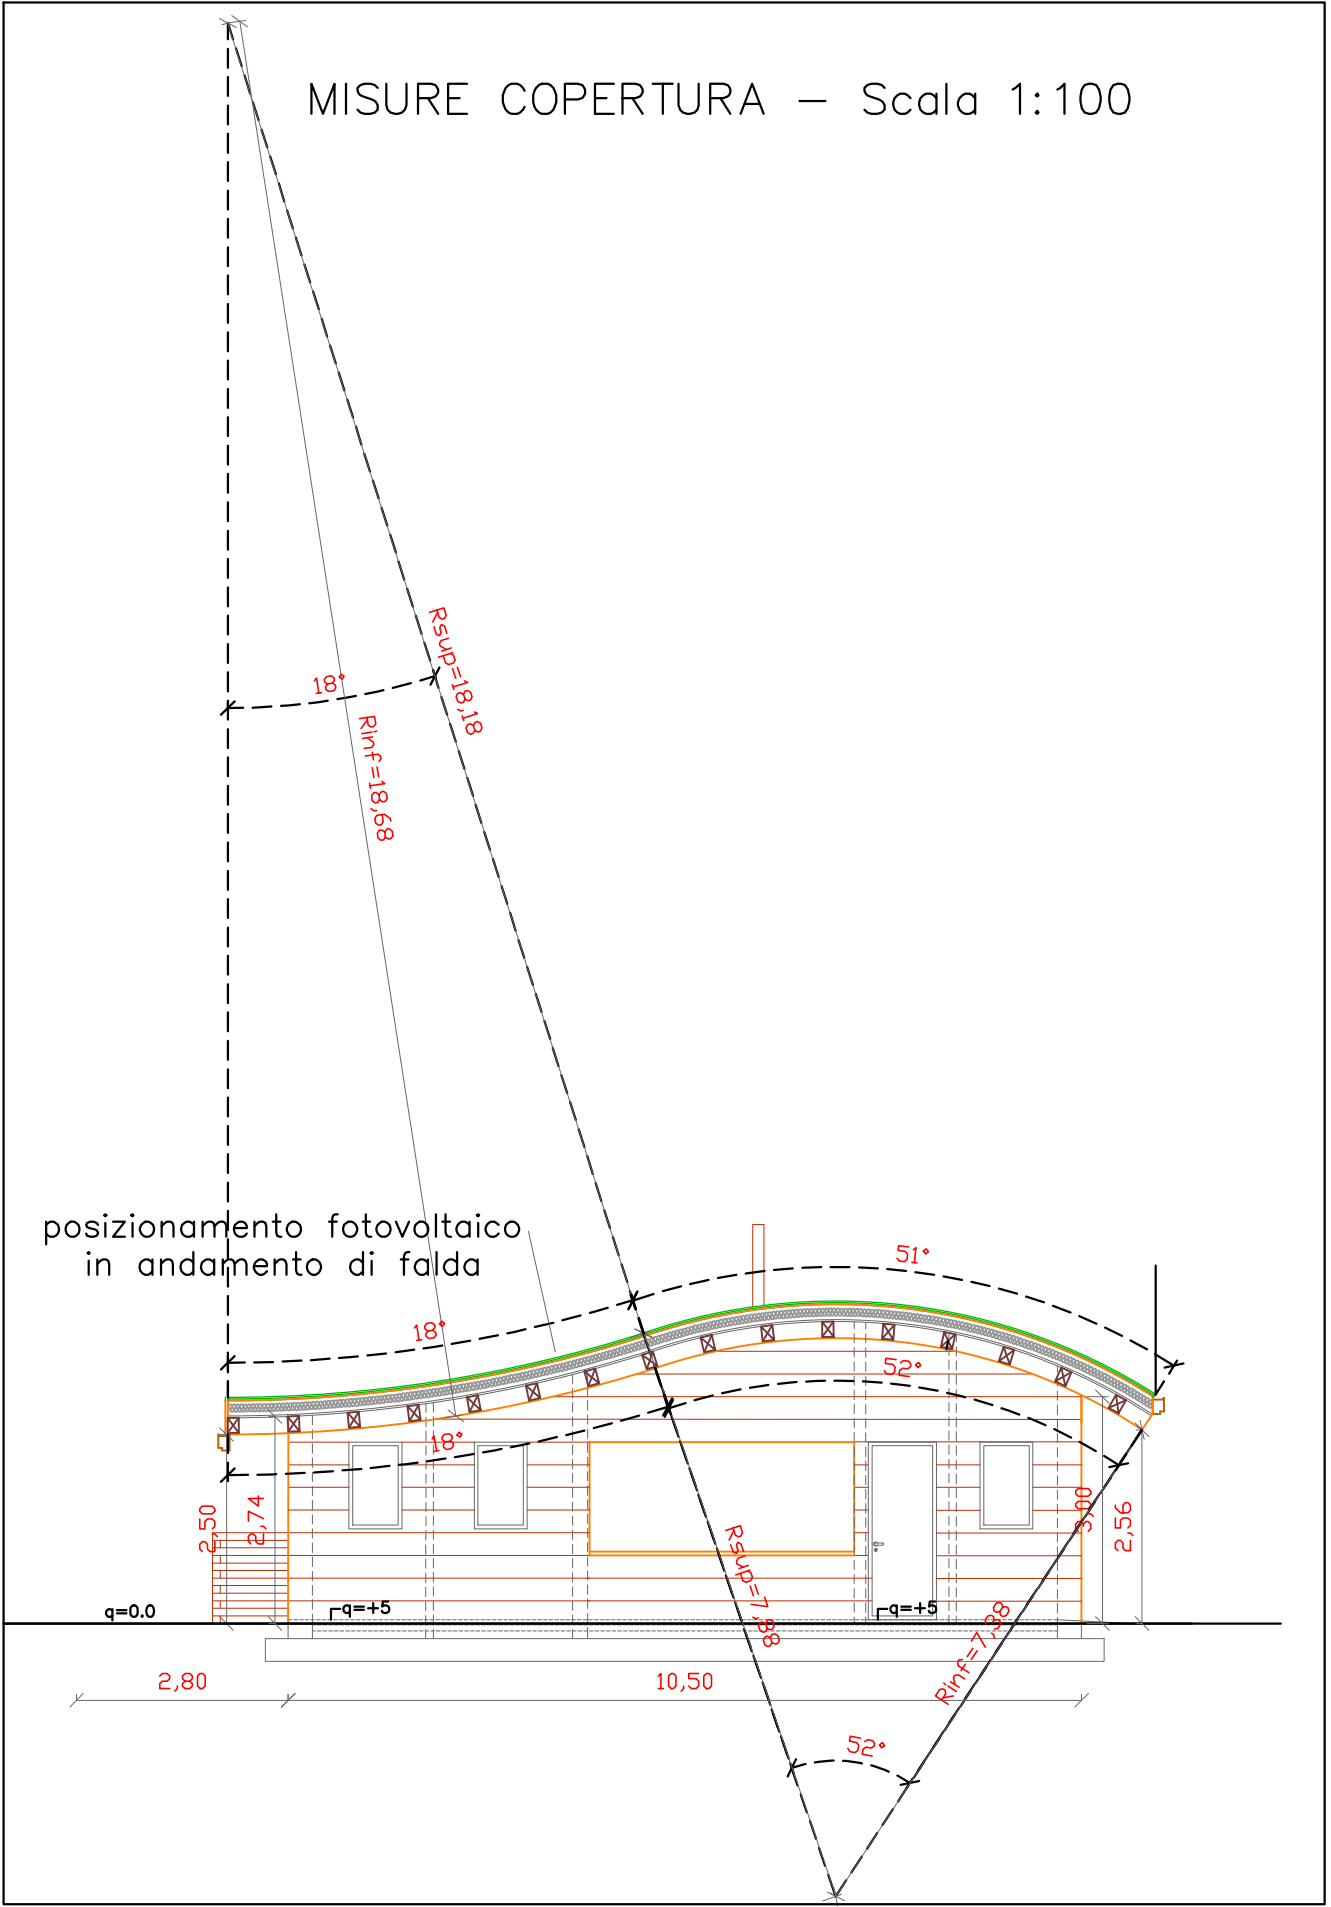 MISURE COPERTURA – Scala 1:100
Rsup=18,18
18°
Rinf=18,68
posizionamento fotovoltaico
in andamento di falda
51°
18°
52°
18°
2,50
2,74
3,00
2,56
Rsup=7,88
q=0.0
q=+5
q=+5
Rinf=7,38
2,80
10,50
52°